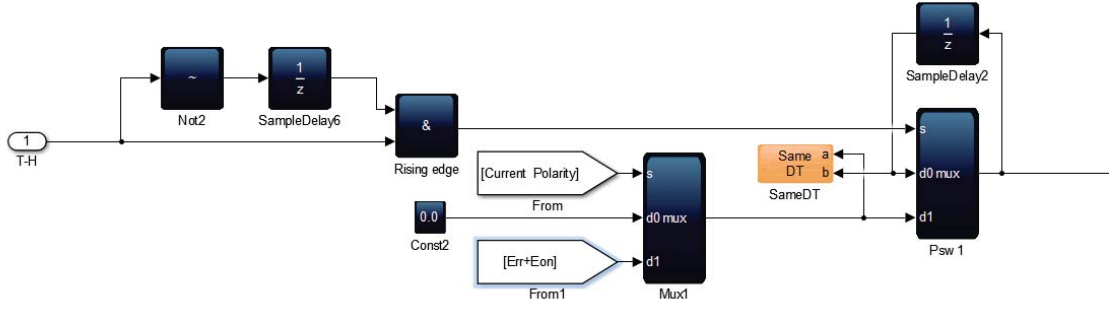 1
z
SampleDelay2
~
Not2
1
z
SampleDelay6
1
T-H
&
Rising edge
[Current Polarity]
From
0.0
Const2
[Err+Eon]
From1
s
d0 mux
d1
Mux1
Same a
DT b
SameDT
s
d0 mux
d1
Psw 1